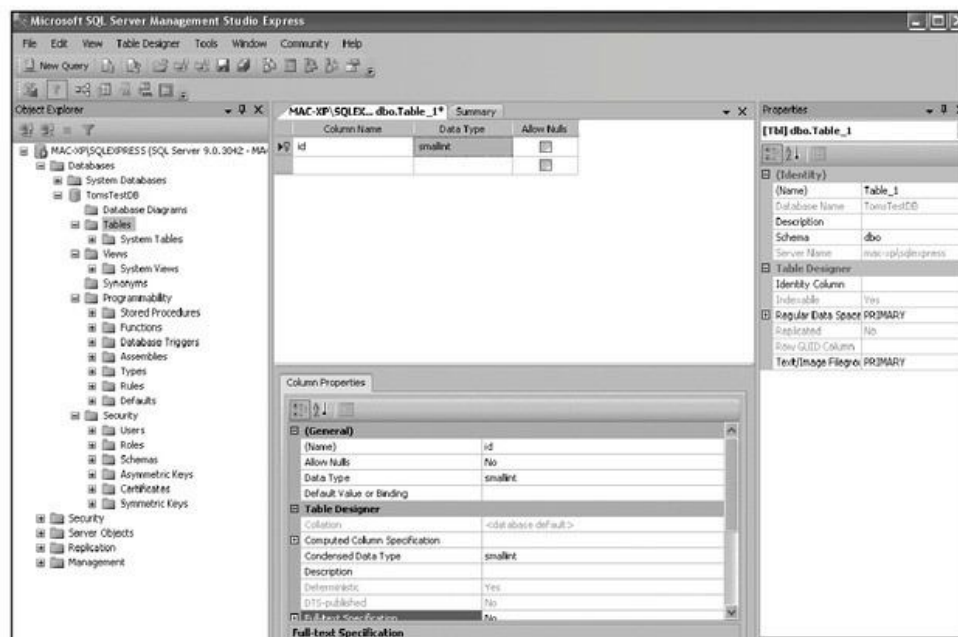 Microsoft SQL Server Management Studio Express
File Edit View Table Designer Tools Window Community Help
New Query
Object Explorer
MAC-XP\SQLEXPRESS (SQL Server 9.0.3042 - MA
Databases
System Databases
TomsTestDB
Database Diagrams
Tables
System Tables
Views
System Views
Synonyms
Programmability
Stored Procedures
Functions
Database Triggers
Assemblies
Types
Rules
Defaults
Security
Users
Roles
Schemas
Asymmetric Keys
Certificates
Symmetric Keys
Security
Server Objects
Replication
Management
MAC-XP\SQLEX... dbo.Table_1* Summary
Column Name Data Type Allow Nulls
id smallint
Column Properties
(General)
(Name) id
Allow Nulls No
Data Type smallint
Default Value or Binding
Table Designer
Collation <database default>
Computed Column Specification
Condensed Data Type smallint
Description
Deterministic Yes
DTS-published No
Full-text Specification No
Full-text Specification
Properties
[Tbl] dbo.Table_1
(Identity)
(Name) Table_1
Database Name TomsTestDB
Description
Schema dbo
Server Name mac-xp\sqlexpress
Table Designer
Identity Column
Indexable Yes
Regular Data Space PRIMARY
Replicated No
Row GUID Column
Text/Image Filegro PRIMARY